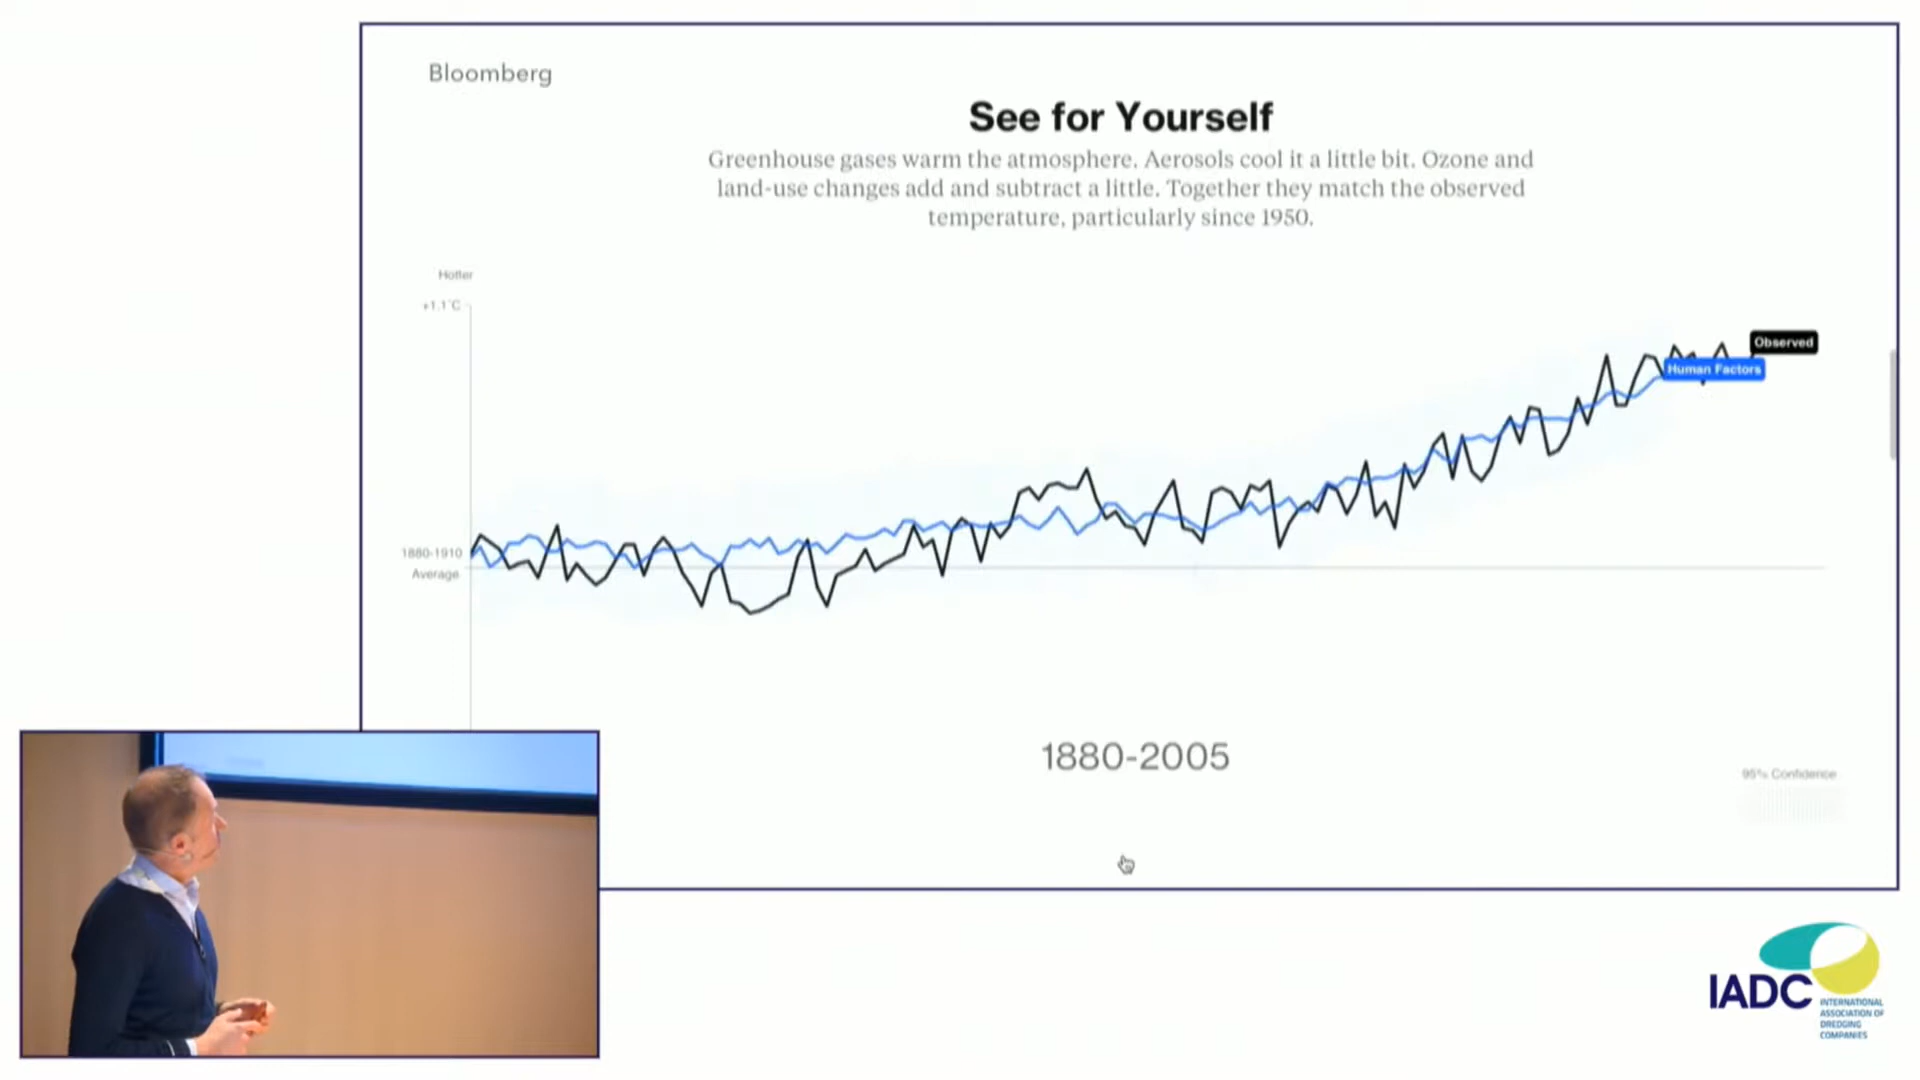 Bloomberg
See for Yourself
Greenhouse gases warm the atmosphere. Aerosols cool it a little bit. Ozone and
land-use changes add and subtract a little. Together they match the observed
temperature, particularly since 1950.
Hotter
+1.1°C
Observed
Human Factors
1880-1910
Average
1880-2005
95% Confidence
IADC
INTERNATIONAL
ASSOCIATION OF
DREDGING
COMPANIES